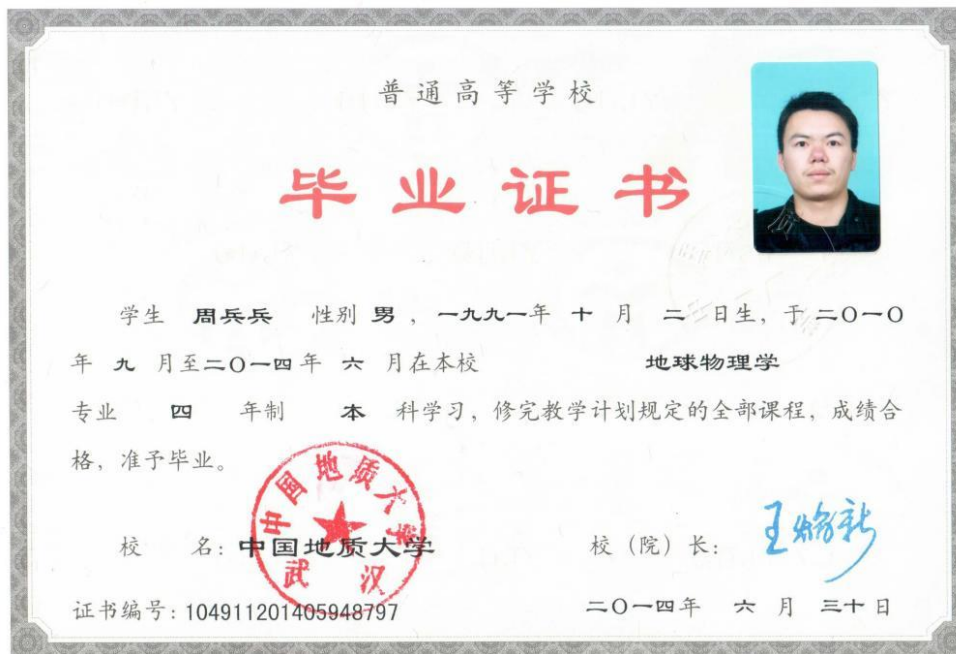 普通高等学校
毕业证书
学生 周兵兵 性别 男，一九九一年 十 月 二 日生，于 二〇一〇
年 九 月至二〇一四年 六 月在本校 地球物理学
专业 四 年制 本 科学习，修完教学计划规定的全部课程，成绩合
格，准予毕业。
中国地质大学
武汉
校 名：中国地质大学 校（院）长：王焰新
证书编号：104911201405948797 二〇一四年 六 月 三十 日